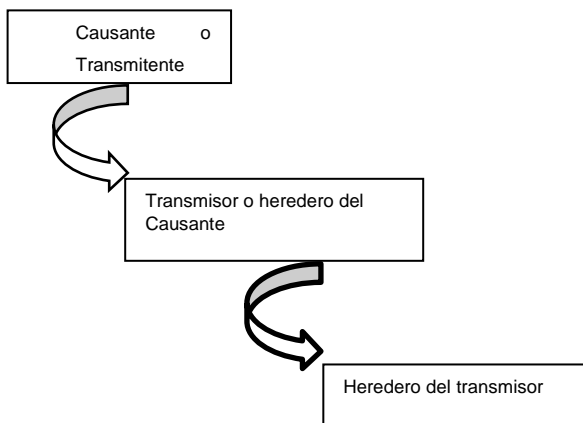 Causante o
Transmitente
Transmisor o heredero del
Causante
Heredero del transmisor